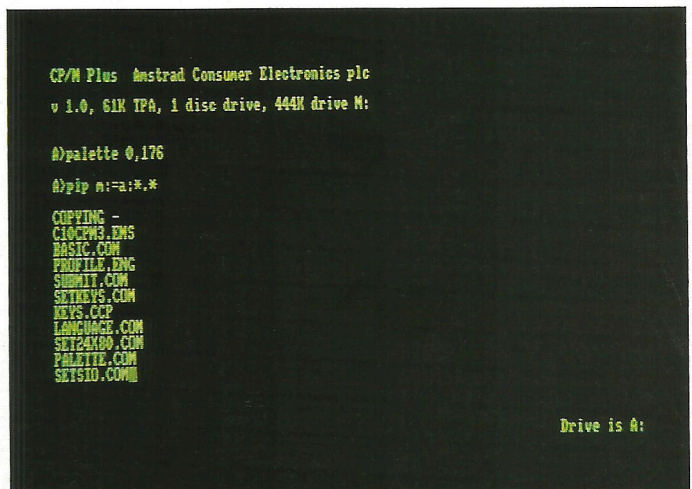 CP/M Plus  Amstrad Consumer Electronics plc
v 1.0, 61K TPA, 1 disc drive, 444K drive M:
A>palette 0,176
A>pip m:=a:*.*
COPYING -
C10CPM3.EMS
BASIC.COM
PROFILE.ENG
SUBMIT.COM
SETKEYS.COM
KEYS.CCP
LANGUAGE.COM
SET24X80.COM
PALETTE.COM
SETSIO.COM
Drive is A: